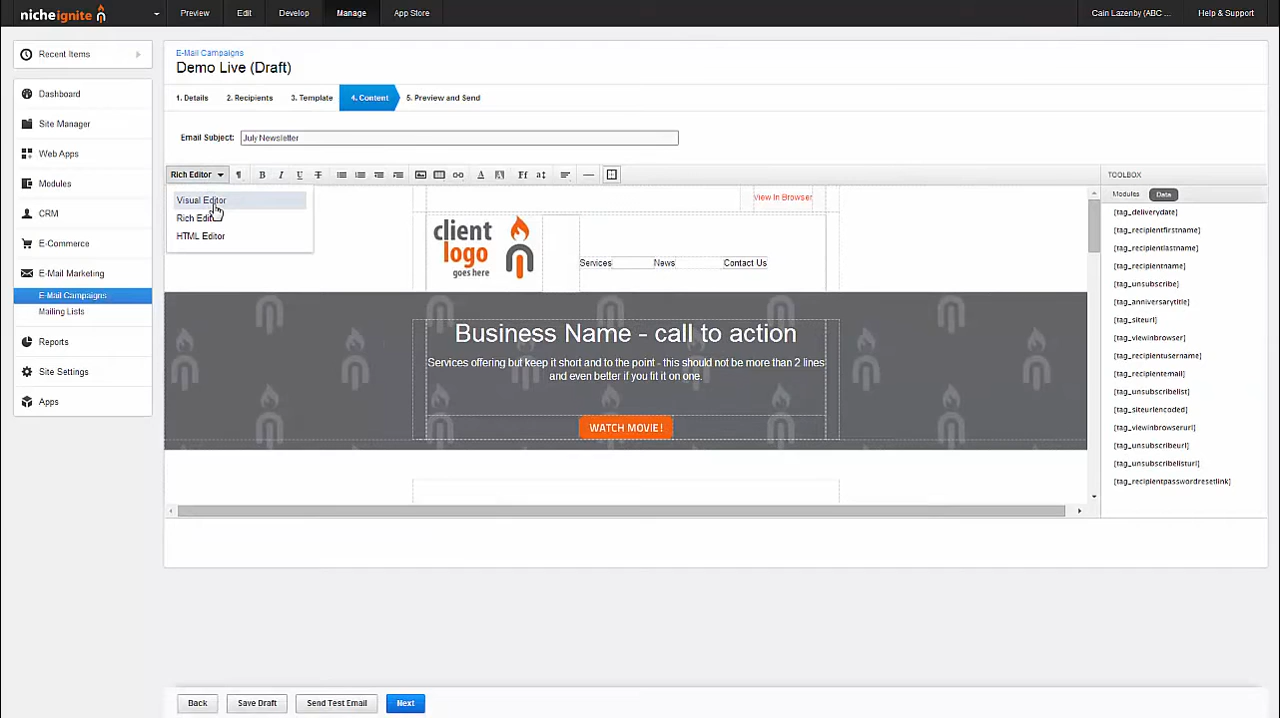 nicheignite
Preview
Edit
Develop
Manage
App Store
Cain Lazenby (ABC ...
Help & Support
Recent Items
Dashboard
Site Manager
Web Apps
Modules
CRM
E-Commerce
E-Mail Marketing
E-Mail Campaigns
Mailing Lists
Reports
Site Settings
Apps
E-Mail Campaigns
Demo Live (Draft)
1. Details
2. Recipients
3. Template
4. Content
5. Preview and Send
Email Subject:
July Newsletter
Rich Editor
B I U T
Ff
Visual Editor
HTML Editor
View In Browser
client
logo
goes here
Services
News
Contact Us
Business Name - call to action
Services offering but keep it short and to the point - this should not be more than 2 lines
and even better if you fit it on one.
WATCH MOVIE!
TOOLBOX
Modules
Data
{tag_deliverydate}
{tag_recipientfirstname}
{tag_recipientlastname}
{tag_recipientname}
{tag_unsubscribe}
{tag_anniversarytitle}
{tag_siteurl}
{tag_viewinbrowser}
{tag_recipientusername}
{tag_recipientemail}
{tag_unsubscribelist}
{tag_siteurlencoded}
{tag_viewinbrowserurl}
{tag_unsubscribeurl}
{tag_unsubscribelisturl}
{tag_recipientpasswordresetlink}
Back
Save Draft
Send Test Email
Next